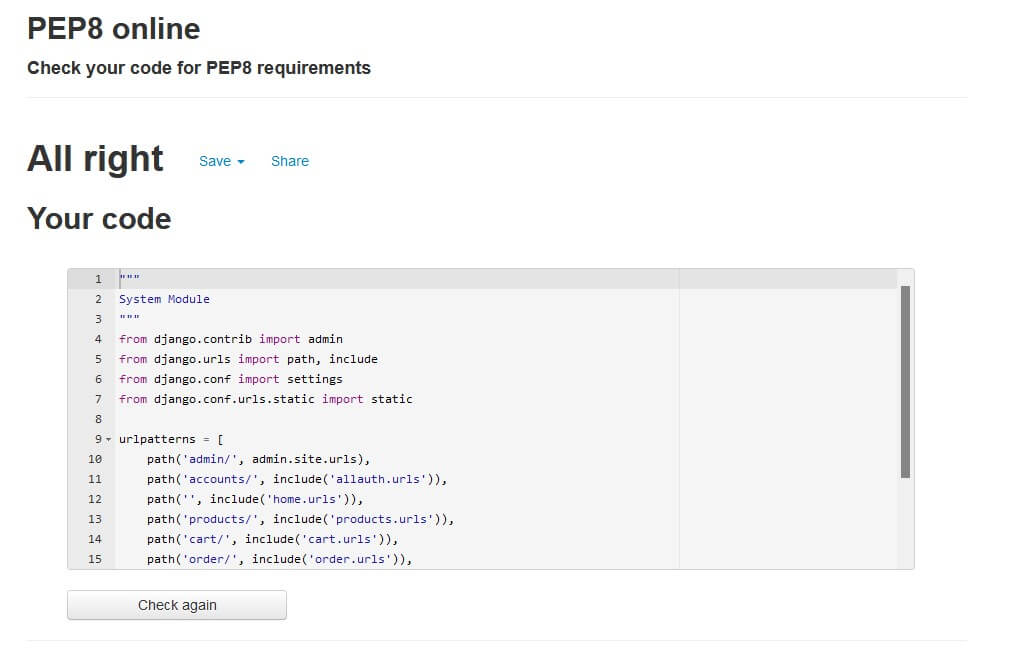 PEP8 online
Check your code for PEP8 requirements
All right Save Share
Your code
1 """
2 System Module
3 """
4 from django.contrib import admin
5 from django.urls import path, include
6 from django.conf import settings
7 from django.conf.urls.static import static
8
9 urlpatterns = [
10 path('admin/', admin.site.urls),
11 path('accounts/', include('allauth.urls')),
12 path('', include('home.urls')),
13 path('products/', include('products.urls')),
14 path('cart/', include('cart.urls')),
15 path('order/', include('order.urls')),
Check again